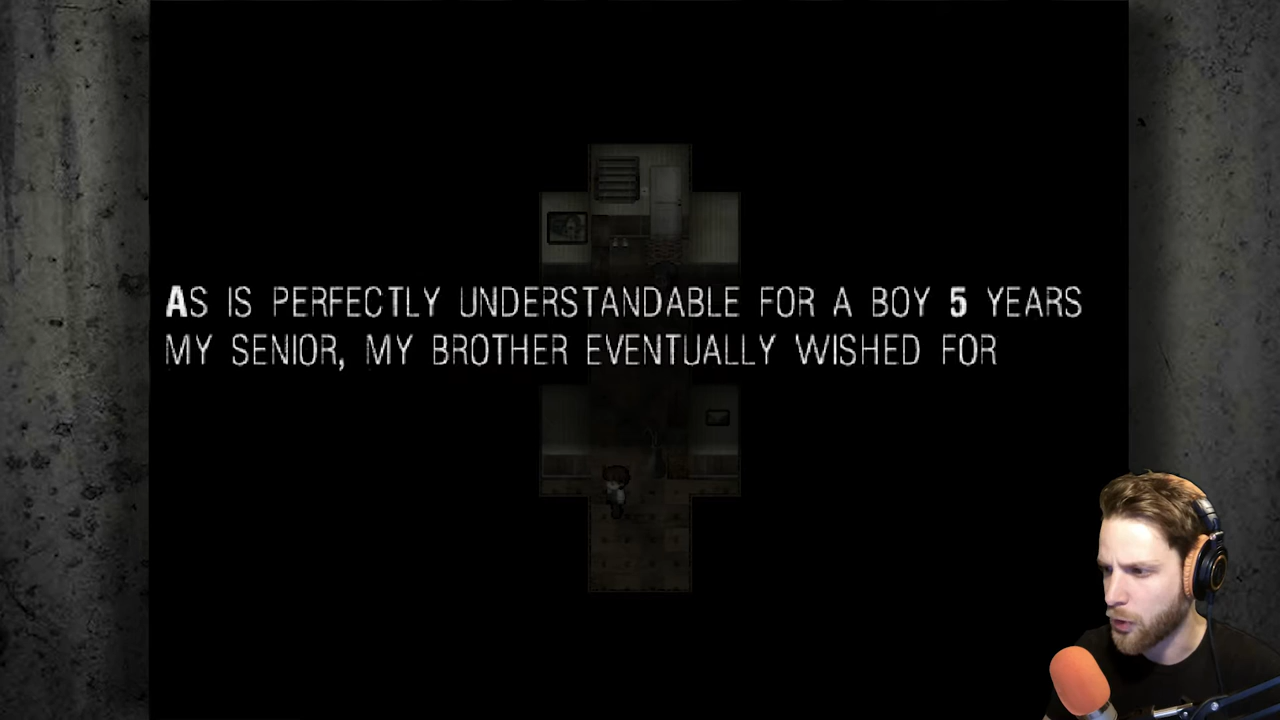 As is perfectly understandable for a boy 5 years
my senior, my brother eventually wished for